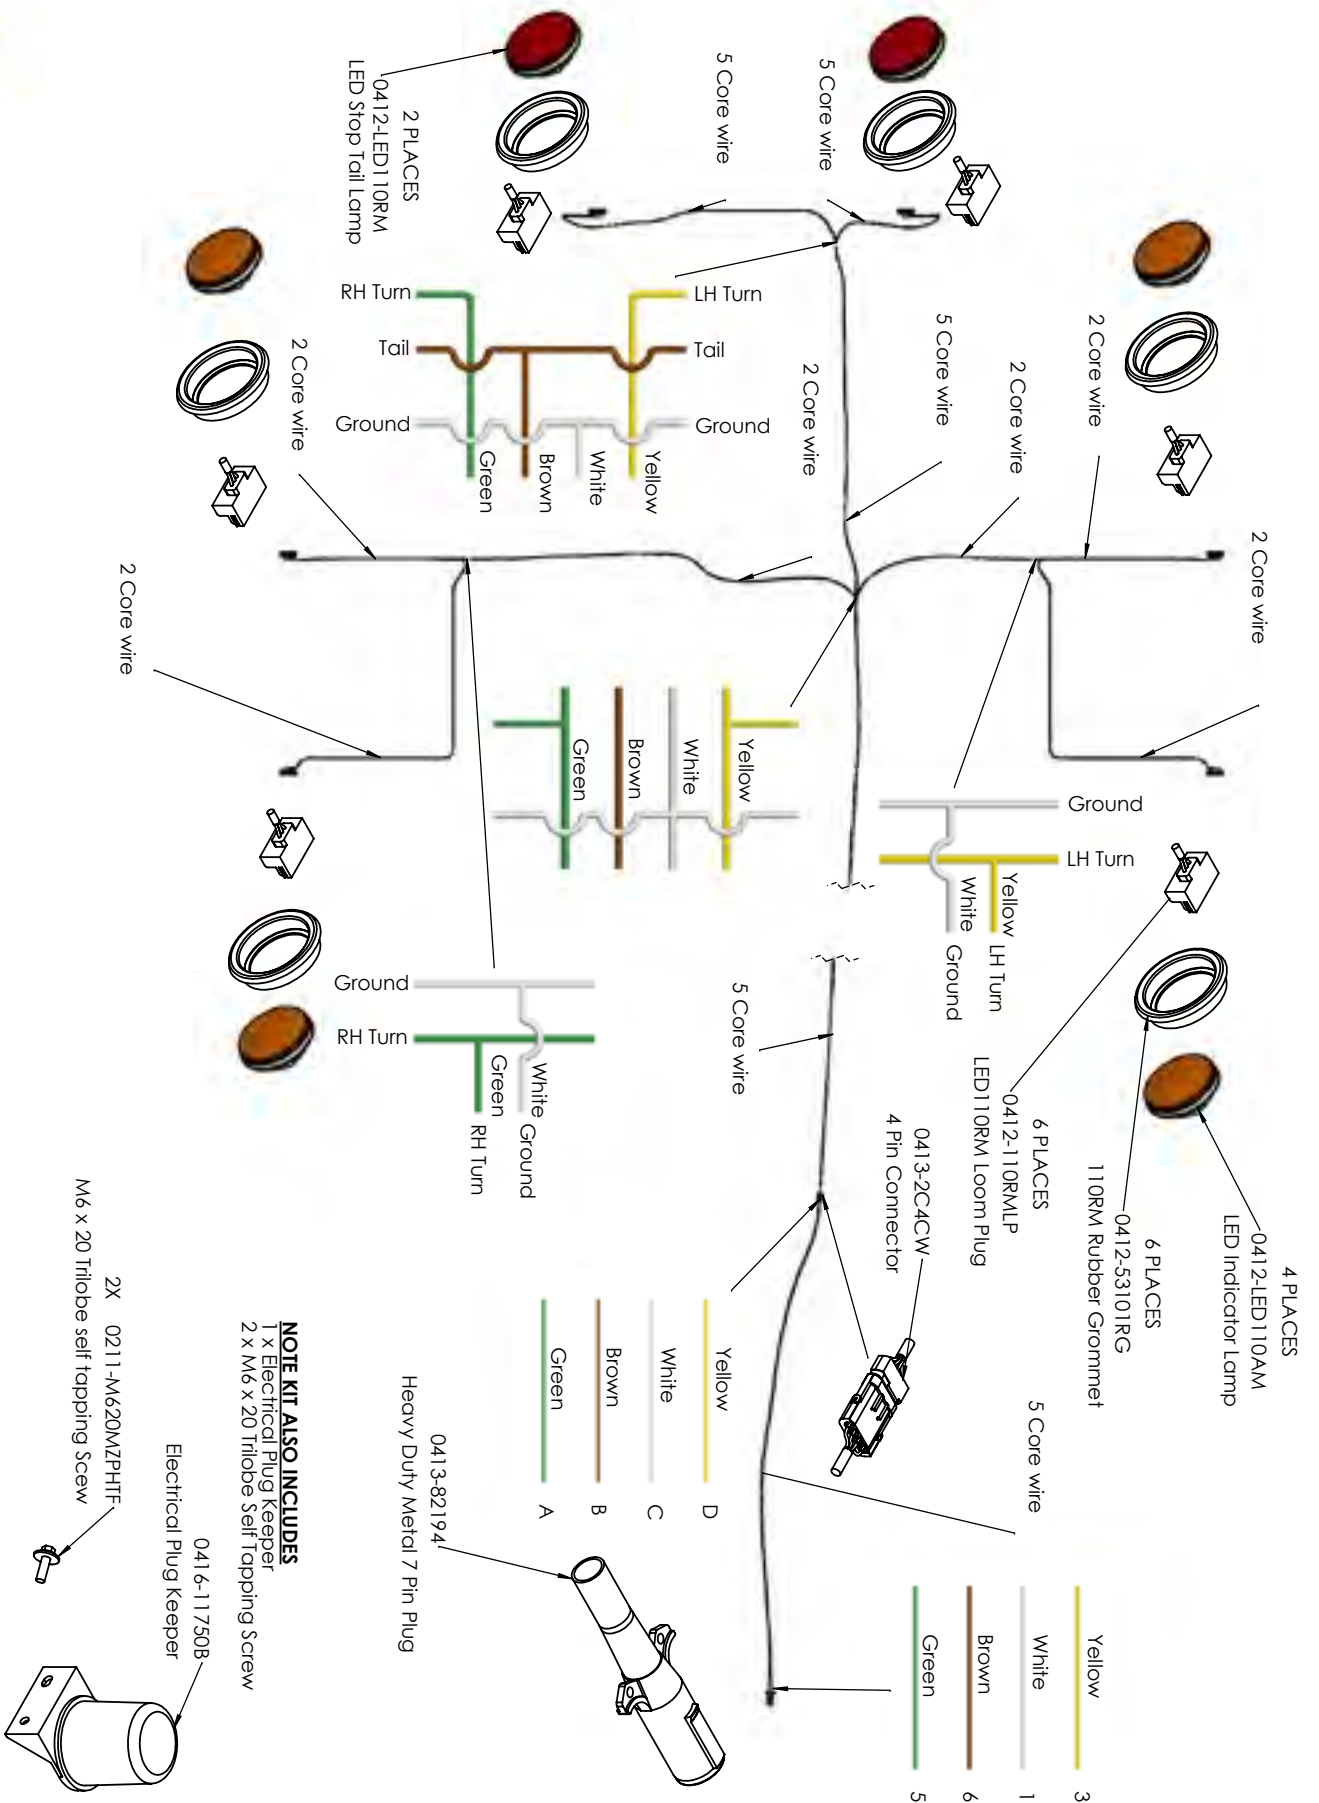 2 PLACES
0412-LED110RM
LED Stop Tail Lamp
5 Core wire
5 Core wire
2 Core wire
2 Core wire
5 Core wire
2 Core wire
2 Core wire
2 Core wire
2 Core wire
RH Turn
LH Turn
Tail
Tail
Ground
Ground
Green
Brown
White
Yellow
Green
Brown
White
Yellow
Ground
LH Turn
Yellow
White
LH Turn
Ground
Ground
RH Turn
White
Green
Ground
RH Turn
5 Core wire
4 PLACES
0412-LED110AM
LED Indicator Lamp
6 PLACES
0412-53101RG
110RM Rubber Grommet
6 PLACES
0412-110RMLP
LED110RM Loom Plug
0413-2C4CW
4 Pin Connector
5 Core wire
Yellow D
White C
Brown B
Green A
Yellow 3
White 1
Brown 6
Green 5
0413-82194
Heavy Duty Metal 7 Pin Plug
NOTE KIT ALSO INCLUDES
1 x Electrical Plug Keeper
2 x M6 x 20 Trilobe Self Tapping Screw
0416-11750B
Electrical Plug Keeper
2X 0211-M620MZPHTF
M6 x 20 Trilobe self tapping Scew